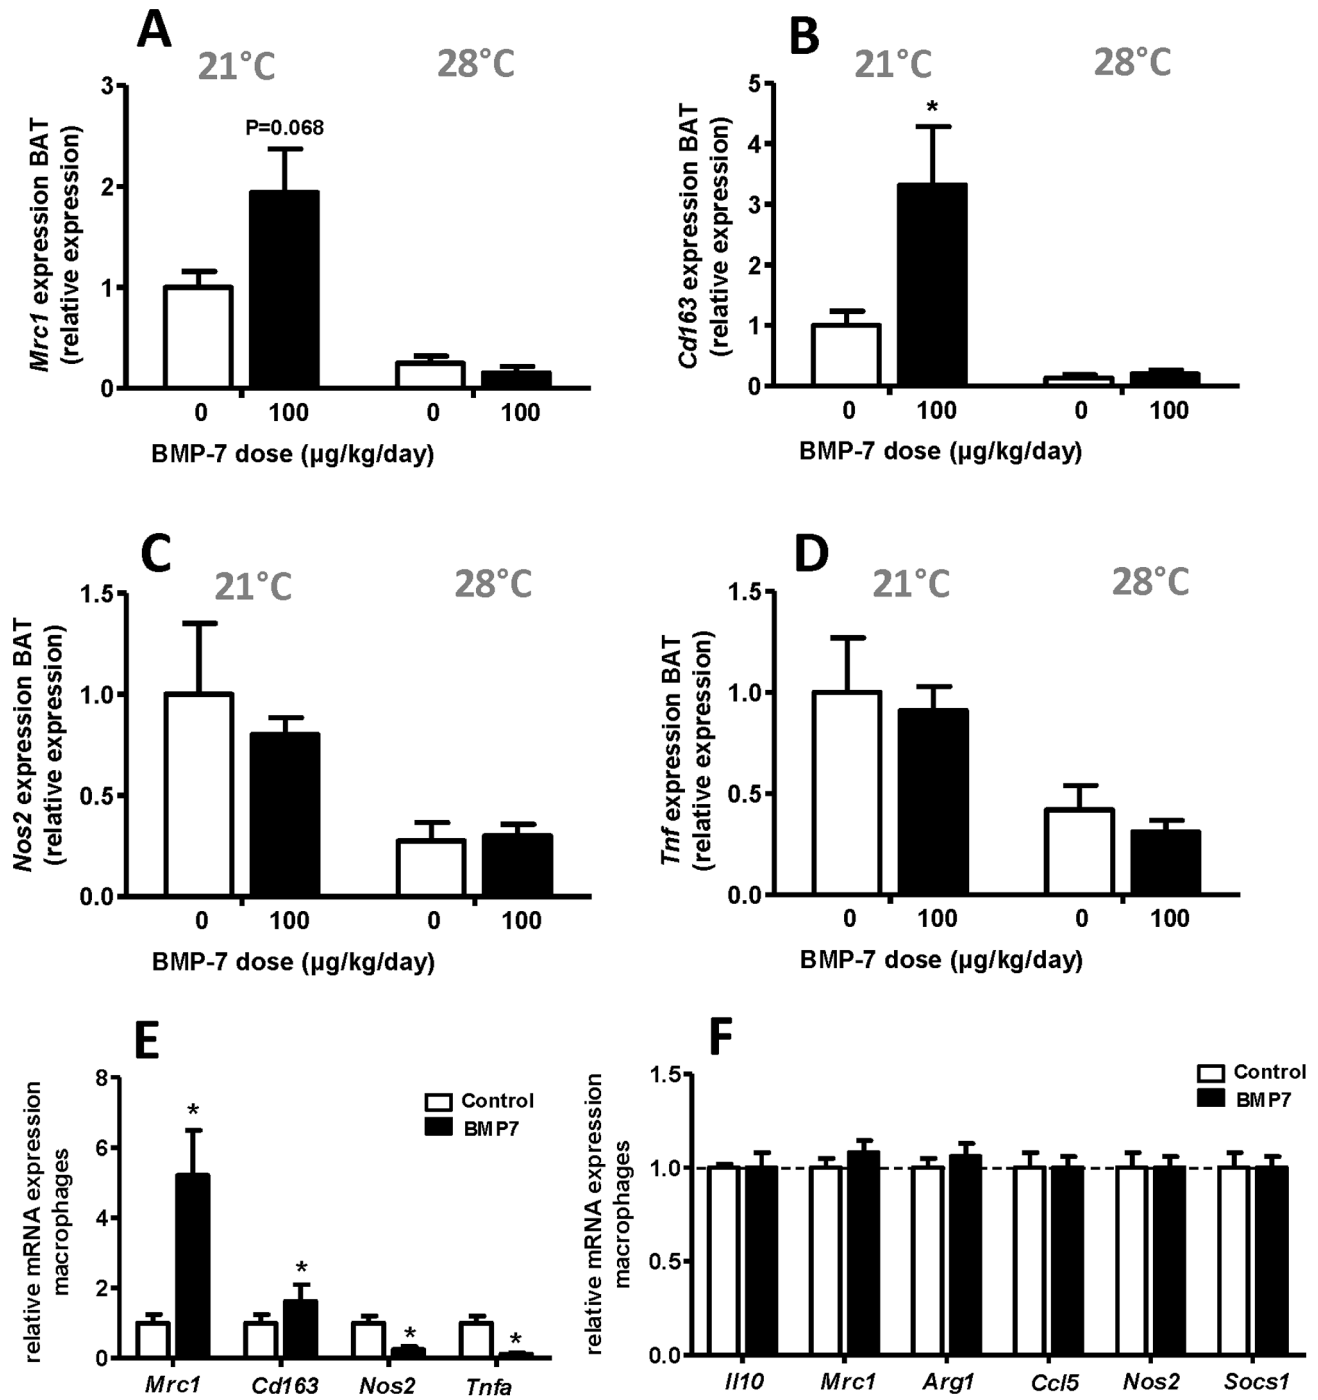 A
21°C
28°C
Mrc1 expression BAT
(relative expression)
3
2
1
0
P=0.068
0
100
0
100
BMP-7 dose (µg/kg/day)
B
21°C
28°C
Cd163 expression BAT
(relative expression)
5
4
3
2
1
0
*
0
100
0
100
BMP-7 dose (µg/kg/day)
C
21°C
28°C
Nos2 expression BAT
(relative expression)
1.5
1.0
0.5
0.0
0
100
0
100
BMP-7 dose (µg/kg/day)
D
21°C
28°C
Tnf expression BAT
(relative expression)
1.5
1.0
0.5
0.0
0
100
0
100
BMP-7 dose (µg/kg/day)
E
relative mRNA expression
macrophages
8
6
4
2
0
Control
BMP7
*
*
*
*
Mrc1
Cd163
Nos2
Tnfa
F
relative mRNA expression
macrophages
1.5
1.0
0.5
0.0
Control
BMP7
Il10
Mrc1
Arg1
Ccl5
Nos2
Socs1